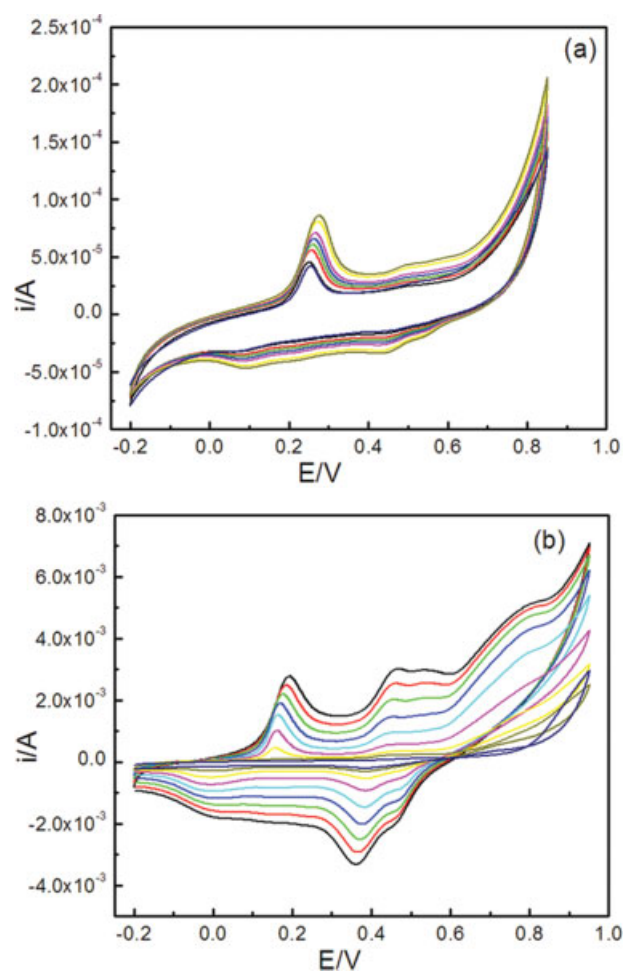 (a)
2.5x10⁻⁴
2.0x10⁻⁴
1.5x10⁻⁴
1.0x10⁻⁴
5.0x10⁻⁵
0.0
-5.0x10⁻⁵
-1.0x10⁻⁴
i/A
-0.2 0.0 0.2 0.4 0.6 0.8 1.0
E/V
(b)
8.0x10⁻³
6.0x10⁻³
4.0x10⁻³
2.0x10⁻³
0.0
-2.0x10⁻³
-4.0x10⁻³
i/A
-0.2 0.0 0.2 0.4 0.6 0.8 1.0
E/V